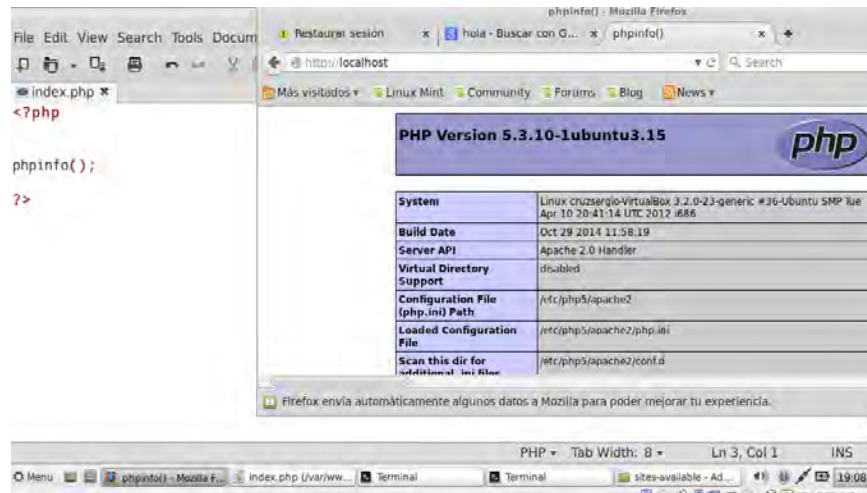 phpinfo() - Mozilla Firefox
File Edit View Search Tools Docum
Restaurar sesión
hola - Buscar con G...
phpinfo()
index.php
http://localhost
Search
Más visitados
Linux Mint
Community
Forums
Blog
News
<?php
phpinfo();
?>
PHP Version 5.3.10-1ubuntu3.15
php
System
Linux cruzsergio-VirtualBox 3.2.0-23-generic #36-Ubuntu SMP Tue
Apr 10 20:41:14 UTC 2012 i686
Build Date
Oct 29 2014 11:58:19
Server API
Apache 2.0 Handler
Virtual Directory
Support
disabled
Configuration File
(php.ini) Path
/etc/php5/apache2
Loaded Configuration
File
/etc/php5/apache2/php.ini
Scan this dir for
additional .ini files
/etc/php5/apache2/conf.d
Firefox envía automáticamente algunos datos a Mozilla para poder mejorar tu experiencia.
PHP
Tab Width: 8
Ln 3, Col 1
INS
Menu
phpinfo() - Mozilla F...
index.php (/var/ww...
Terminal
Terminal
sites-available - Ad...
19:08